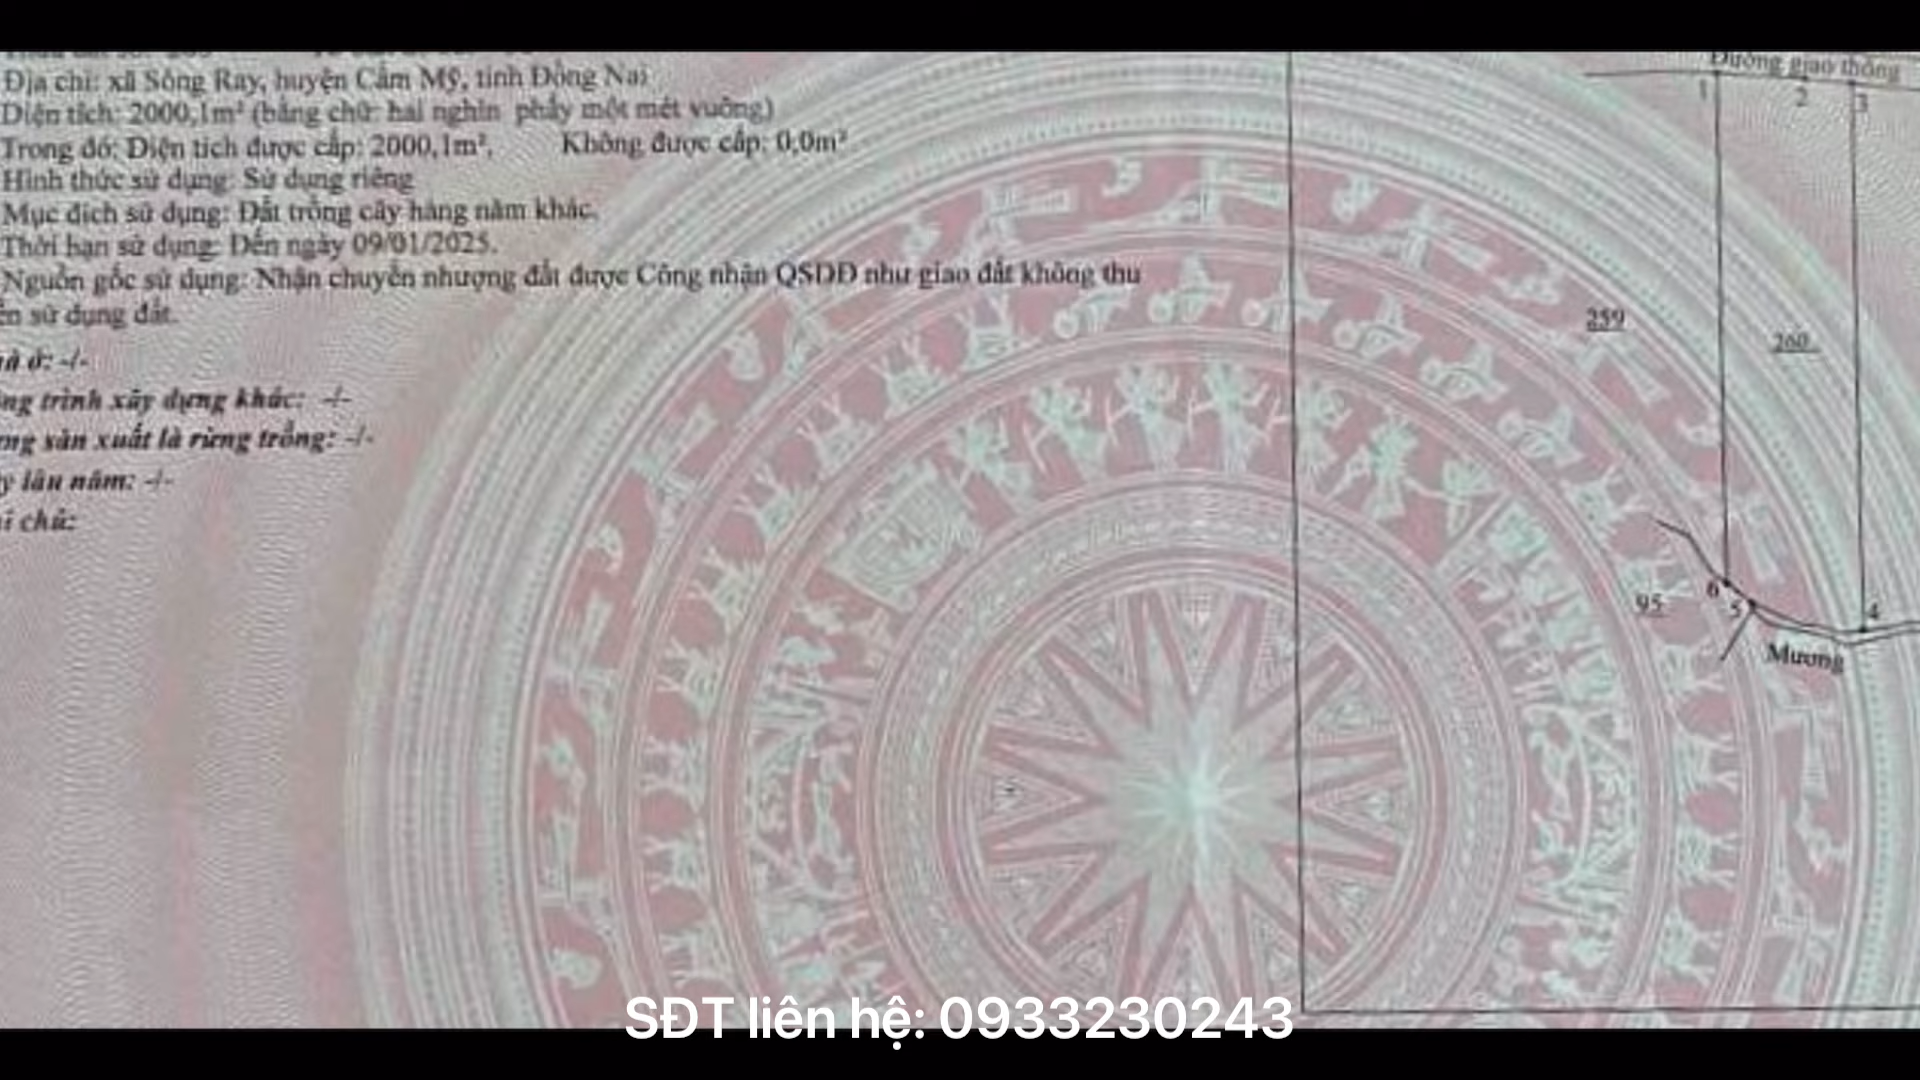 Địa chỉ: xã Sông Ray, huyện Cẩm Mỹ, tỉnh Đồng Nai
Diện tích: 2000,1m² (bằng chữ: hai nghìn phẩy một mét vuông)
Trong đó: Diện tích được cấp: 2000,1m², Không được cấp: 0,0m²
Hình thức sử dụng: Sử dụng riêng
Mục đích sử dụng: Đất trồng cây hàng năm khác.
Thời hạn sử dụng: Đến ngày 09/01/2025.
Nguồn gốc sử dụng: Nhận chuyển nhượng đất được Công nhận QSDĐ như giao đất không thu
ền sử dụng đất.
à ở: -/-
ng trình xây dựng khác: -/-
ng sản xuất là rừng trồng: -/-
y lâu năm: -/-
i chú:
Đường giao thông
1
2
3
259
260
6
5
4
95
Mương
SĐT liên hệ: 0933230243